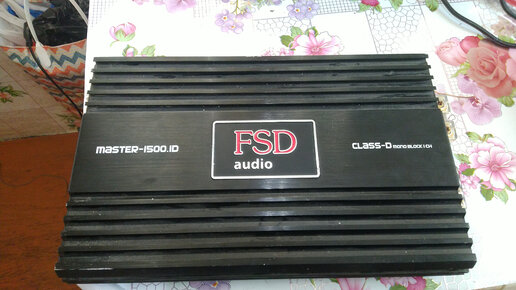 MASTER-1500.1D
FSD
audio
CLASS-D MONO BLOCK 1 CH